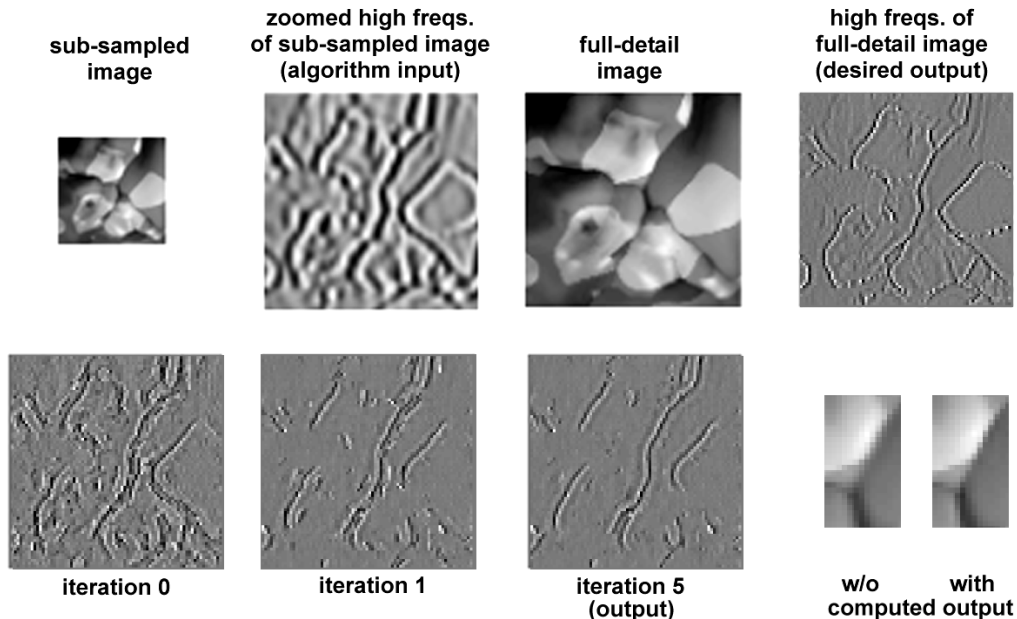 sub-sampled
image
zoomed high freqs.
of sub-sampled image
(algorithm input)
full-detail
image
high freqs. of
full-detail image
(desired output)
iteration 0
iteration 1
iteration 5
(output)
w/o with
computed output